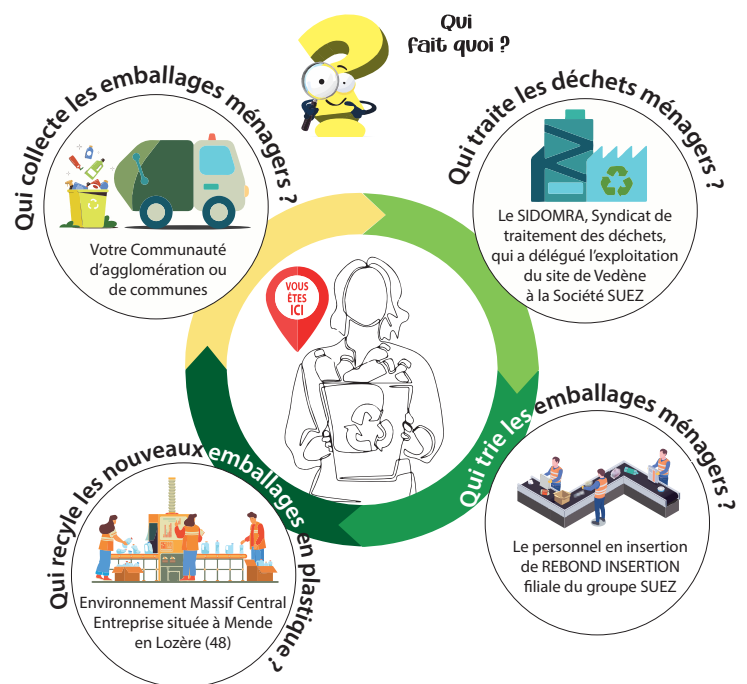 Qui
fait quoi ?
Qui collecte les emballages ménagers ?
Votre Communauté
d'agglomération ou
de communes
Qui traite les déchets ménagers ?
Le SIDOMRA, Syndicat de
traitement des déchets,
qui a délégué l'exploitation
du site de Vedène
à la Société SUEZ
VOUS
ÊTES
ICI
Qui trie les emballages ménagers ?
Le personnel en insertion
de REBOND INSERTION
filiale du groupe SUEZ
Qui recyle les nouveaux emballages en plastique ?
Environnement Massif Central
Entreprise située à Mende
en Lozère (48)